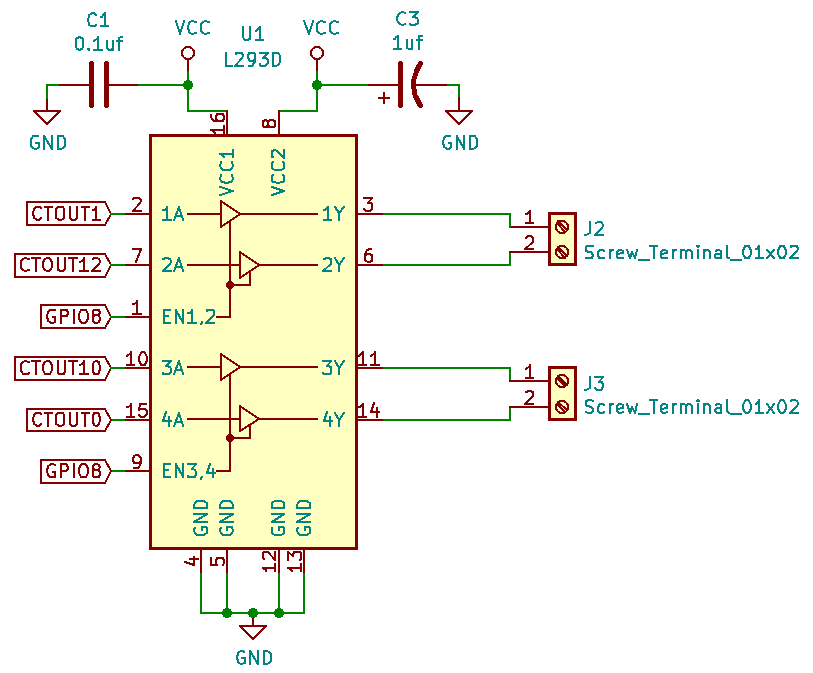 C1
0.1uf
VCC
U1
L293D
VCC
C3
1uf
+
GND
GND
16
8
VCC1
VCC2
CTOUT1
2
1A
1Y
3
1
J2
CTOUT12
7
2A
2Y
6
2
Screw_Terminal_01x02
GPIO8
1
EN1,2
CTOUT10
10
3A
3Y
11
1
J3
CTOUT0
15
4A
4Y
14
2
Screw_Terminal_01x02
GPIO8
9
EN3,4
GND
GND
GND
GND
4
5
12
13
GND